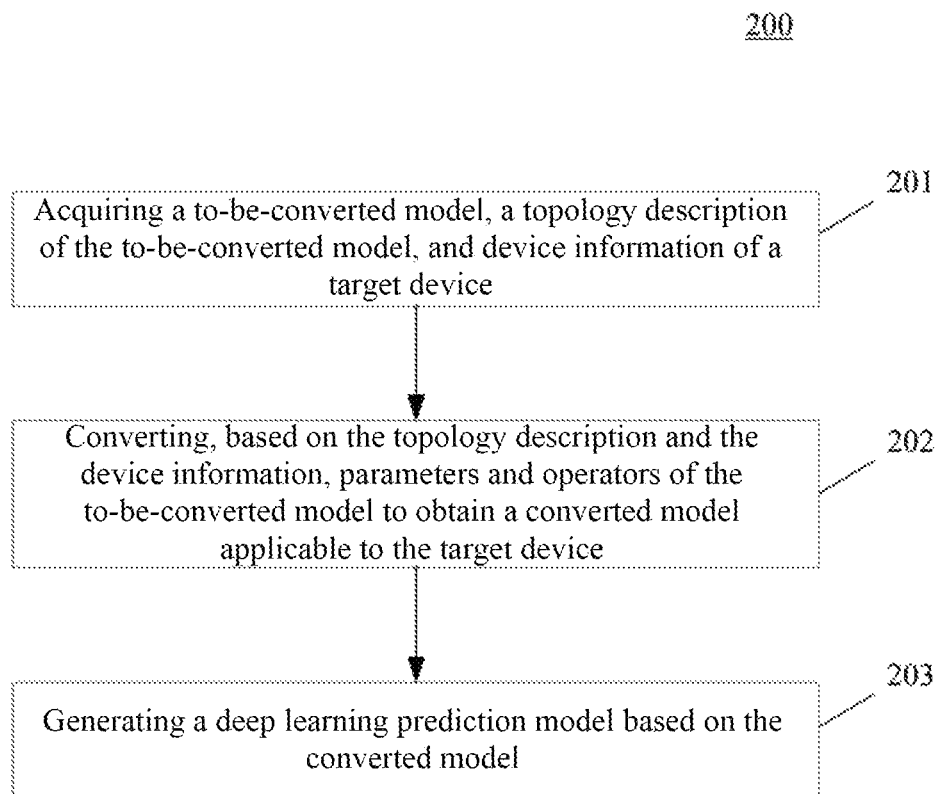 200
201
Acquiring a to-be-converted model, a topology description
of the to-be-converted model, and device information of a
target device
202
Converting, based on the topology description and the
device information, parameters and operators of the
to-be-converted model to obtain a converted model
applicable to the target device
203
Generating a deep learning prediction model based on the
converted model